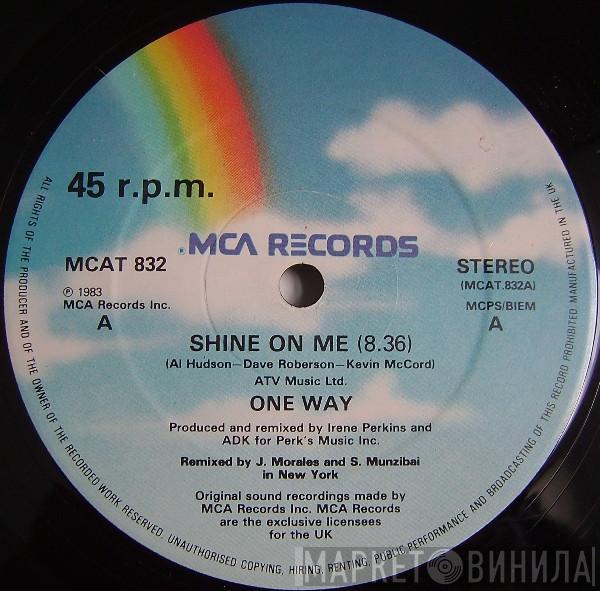 45 r.p.m.
MCA RECORDS
MCAT 832
STEREO
(MCAT.832A)
℗ 1983
MCA Records Inc.
MCPS/BIEM
A
A
SHINE ON ME (8.36)
(Al Hudson—Dave Roberson—Kevin McCord)
ATV Music Ltd.
ONE WAY
Produced and remixed by Irene Perkins and
ADK for Perk's Music Inc.
Remixed by J. Morales and S. Munzibai
in New York
Original sound recordings made by
MCA Records Inc. MCA Records
are the exclusive licensees
for the UK
ALL RIGHTS OF THE PRODUCER AND OF THE OWNER OF THE RECORDED WORK RESERVED. UNAUTHORISED COPYING, HIRING, RENTING, PUBLIC PERFORMANCE AND BROADCASTING OF THIS RECORD PROHIBITED. MANUFACTURED IN THE UK
МАРКЕТ ВИНИЛА